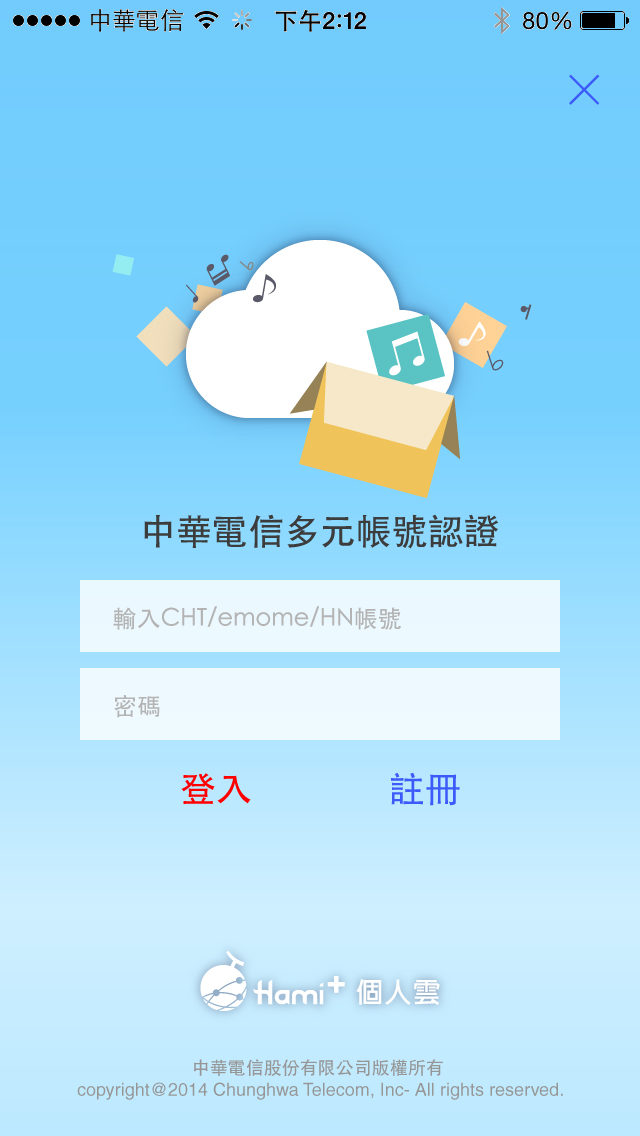 中華電信 下午2:12 80%
中華電信多元帳號認證
輸入CHT/emome/HN帳號
密碼
登入 註冊
Hami+ 個人雲
中華電信股份有限公司版權所有
copyright@2014 Chunghwa Telecom, Inc- All rights reserved.